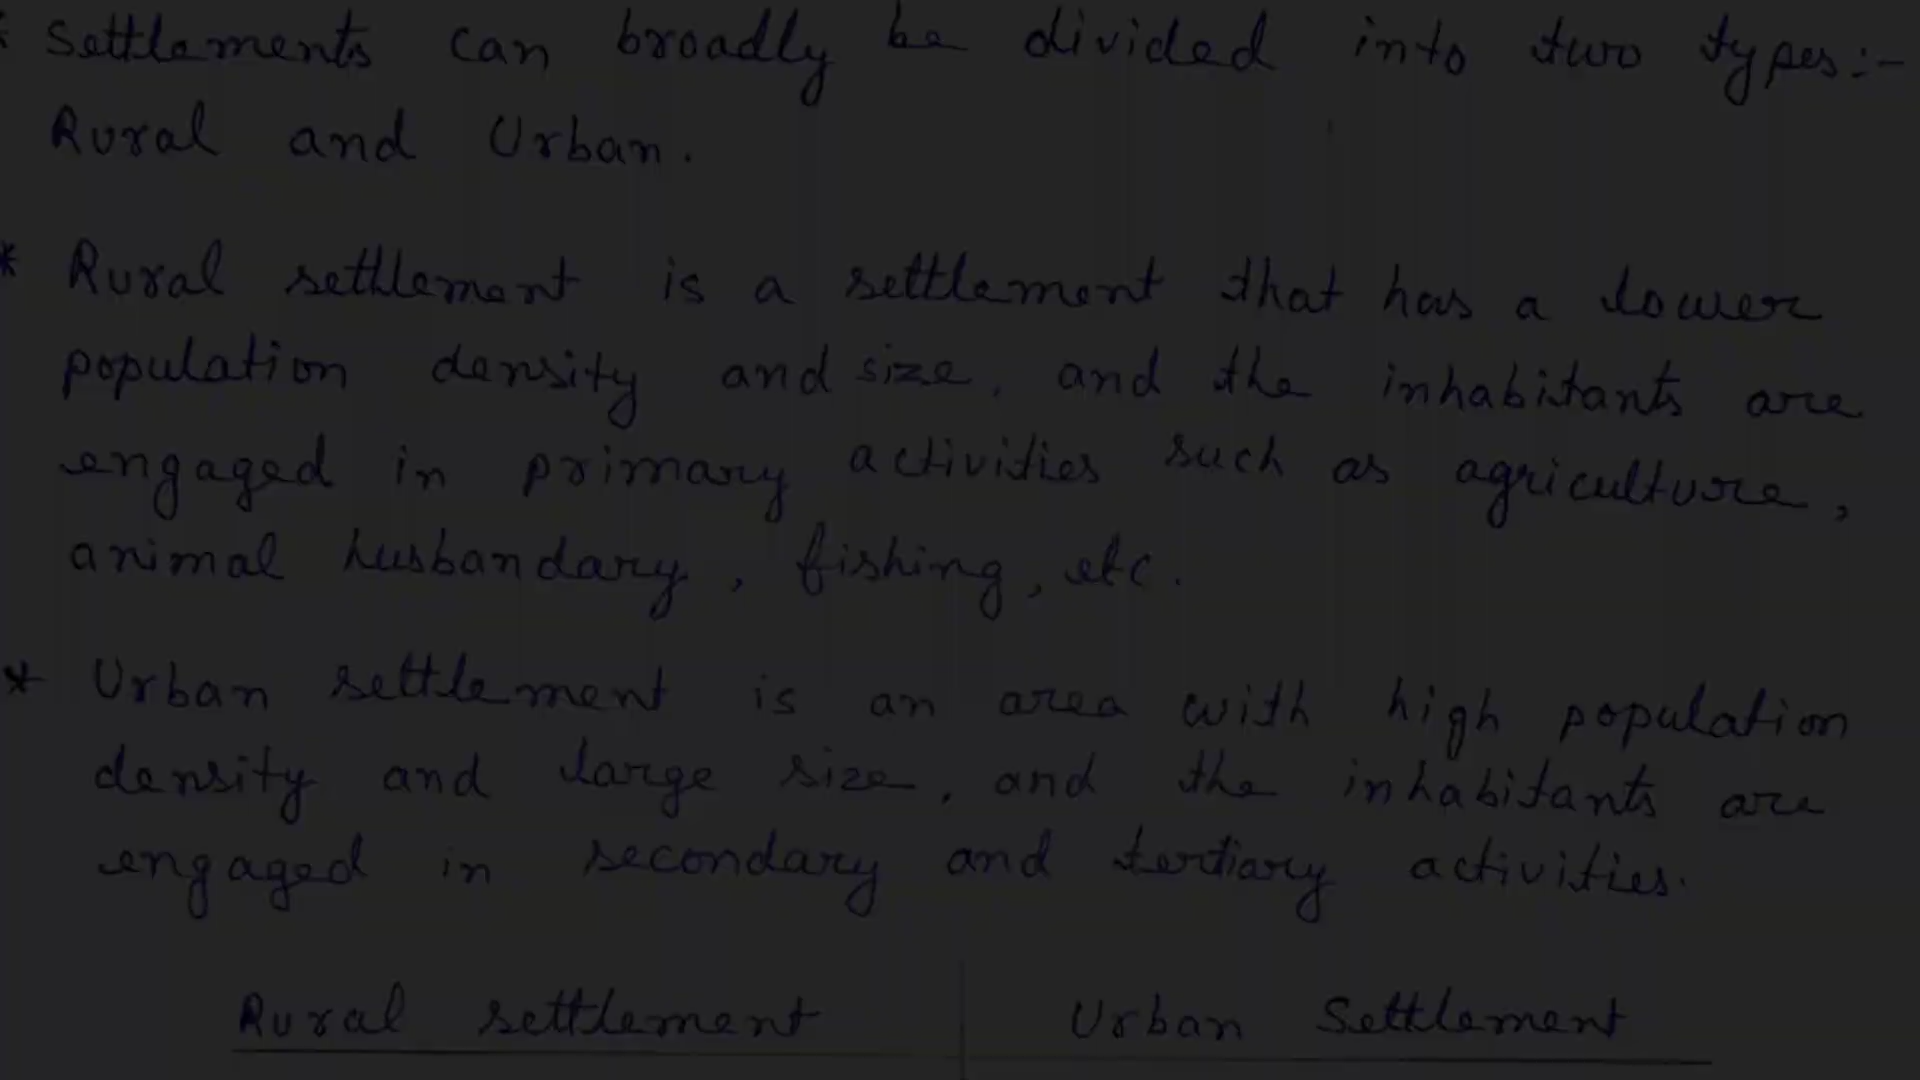 * Settlements can broadly be divided into two types:-
Rural and Urban.
* Rural settlement is a settlement that has a lower
population density and size, and the inhabitants are
engaged in primary activities such as agriculture,
animal husbandary, fishing, etc.
* Urban settlement is an area with high population
density and large size, and the inhabitants are
engaged in secondary and tertiary activities.
Rural settlement Urban Settlement